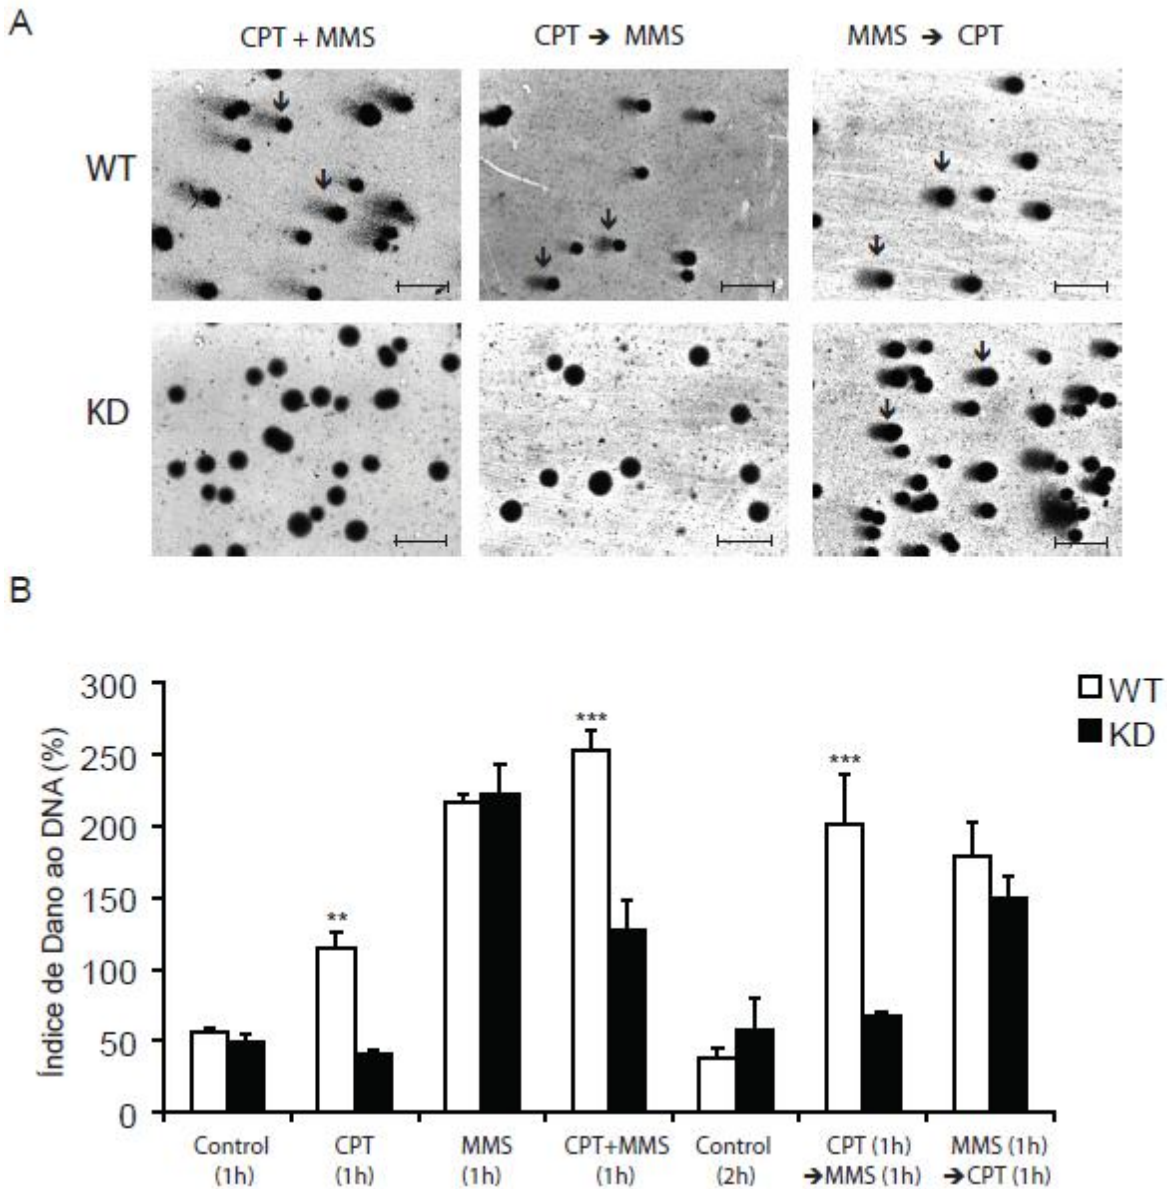 A
CPT + MMS
CPT ➔ MMS
MMS ➔ CPT
WT
KD
B
Índice de Dano ao DNA (%)
300
250
200
150
100
50
0
**
***
***
WT
KD
Control
(1h)
CPT
(1h)
MMS
(1h)
CPT+MMS
(1h)
Control
(2h)
CPT (1h)
➔MMS (1h)
MMS (1h)
➔CPT (1h)